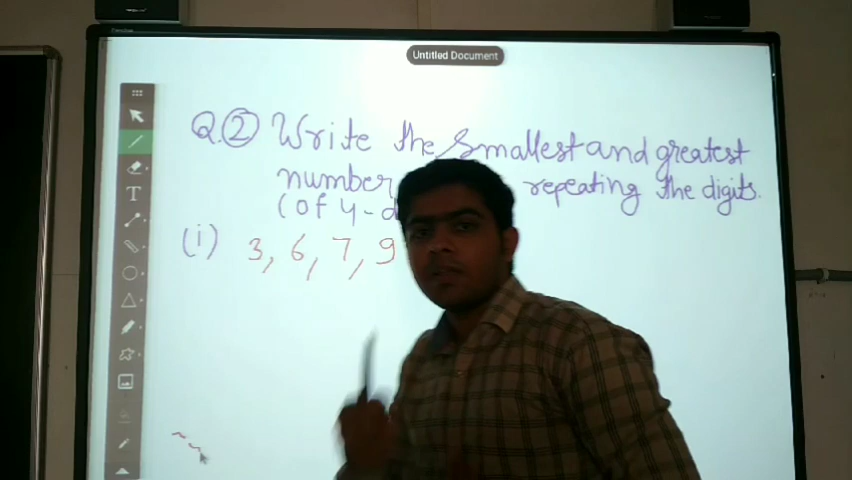 Untitled Document
Q. 2 Write the smallest and greatest
number repeating the digits.
(of 4-d
(i) 3, 6, 7, 9